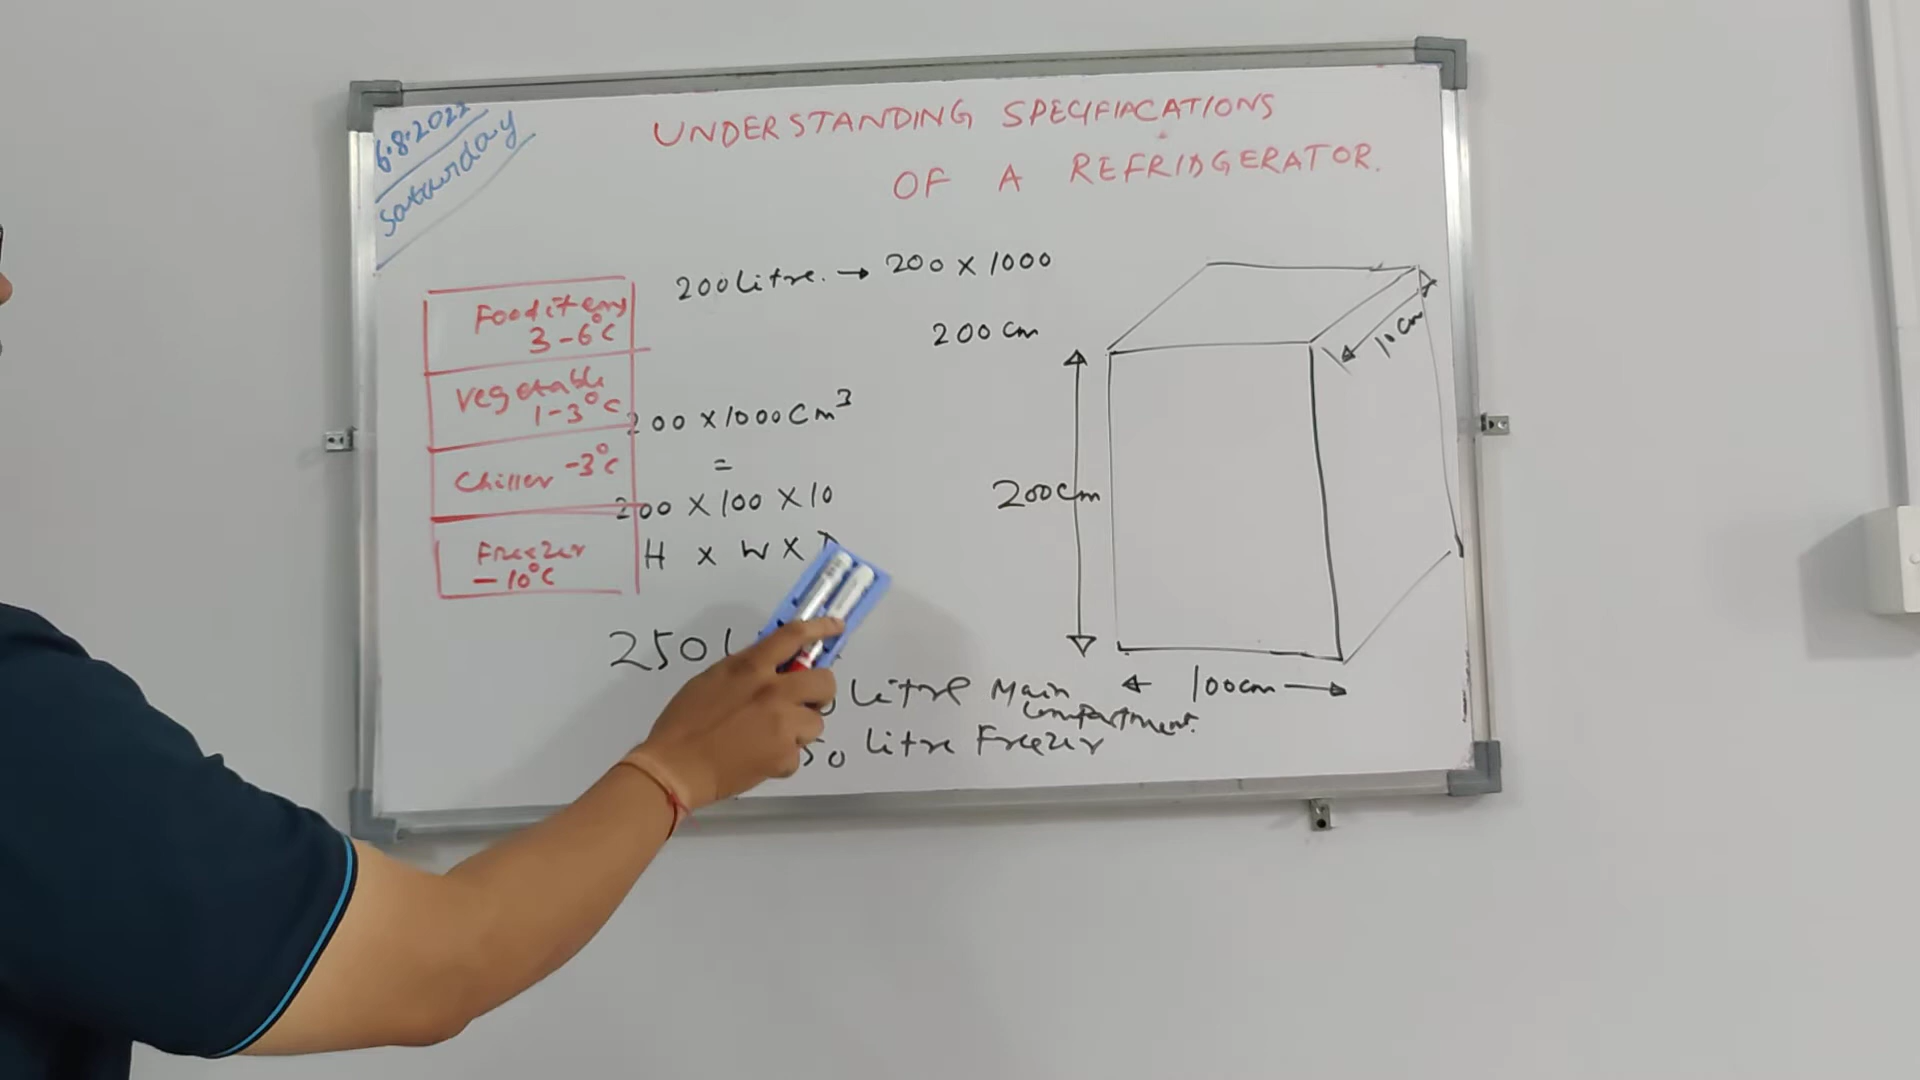 6.8.2022
Saturday
UNDERSTANDING SPECIFIACATIONS
OF A REFRIDGERATOR.
Food items
3-6°C
Vegetable
1-3°C
Chiller -3°C
Freezer
-10°C
200 Litre. → 200 X 1000
200 cm
200 X 1000 Cm³
=
200 X 100 X 10
H X W X
250
Litre Main
Compartment.
50 litre Freezer
10 cm
200cm
100cm